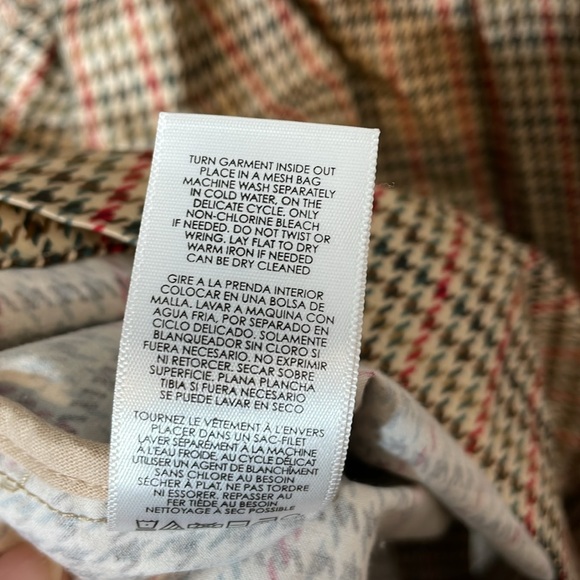 TURN GARMENT INSIDE OUT
PLACE IN A MESH BAG
MACHINE WASH SEPARATELY
IN COLD WATER, ON THE
DELICATE CYCLE. ONLY
NON-CHLORINE BLEACH
IF NEEDED. DO NOT TWIST OR
WRING. LAY FLAT TO DRY
WARM IRON IF NEEDED
CAN BE DRY CLEANED
GIRE A LA PRENDA INTERIOR
COLOCAR EN UNA BOLSA DE
MALLA. LAVAR A MAQUINA CON
AGUA FRIA, POR SEPARADO EN
CICLO DELICADO. SOLAMENTE
BLANQUEADOR SIN CLORO SI
FUERA NECESARIO. NO EXPRIMIR
NI RETORCER. SECAR SOBRE
SUPERFICIE. PLANA PLANCHA
TIBIA SI FUERA NECESARIO
SE PUEDE LAVAR EN SECO
TOURNEZ LE VÊTEMENT À L'ENVERS
PLACER DANS UN SAC-FILET
LAVER SÉPARÉMENT À LA MACHINE
À L'EAU FROIDE. AU CYCLE DÉLICAT
UTILISER UN AGENT DE BLANCHIMENT
SANS CHLORE AU BESOIN
SÉCHER À PLAT, NE PAS TORDRE
NI ESSORER. REPASSER AU
FER TIÈDE AU BESOIN
NETTOYAGE À SEC POSSIBLE